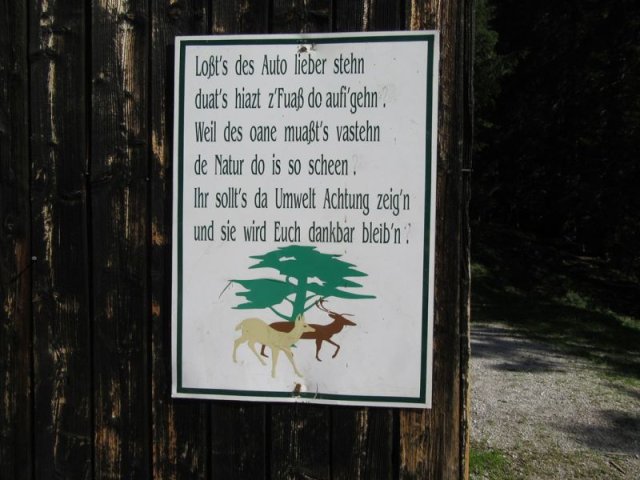 Loßt's des Auto lieber stehn
duat's hiazt z'Fuaß do aufi'gehn.
Weil des oane muaßt's vastehn
de Natur do is so scheen.
Ihr sollt's da Umwelt Achtung zeig'n
und sie wird Euch dankbar bleib'n.